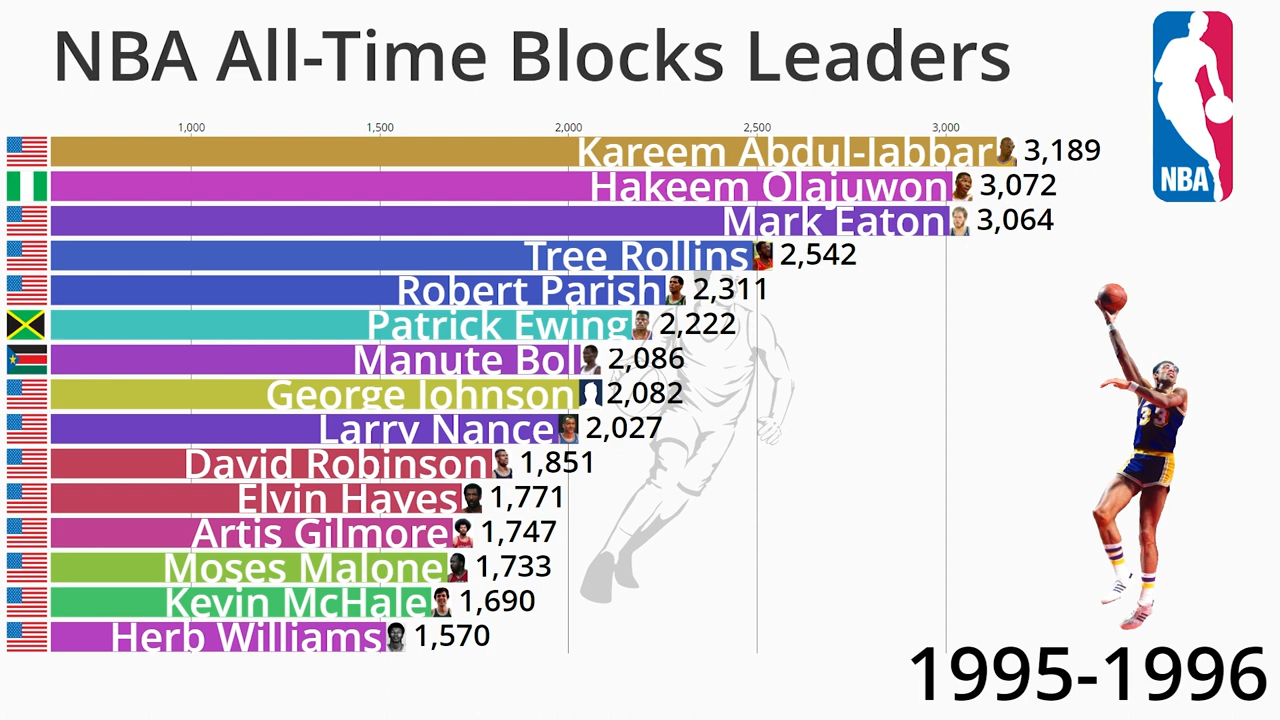 NBA All-Time Blocks Leaders
NBA
1,000 1,500 2,000 2,500 3,000
Kareem Abdul-Jabbar 3,189
Hakeem Olajuwon 3,072
Mark Eaton 3,064
Tree Rollins 2,542
Robert Parish 2,311
Patrick Ewing 2,222
Manute Bol 2,086
George Johnson 2,082
Larry Nance 2,027
David Robinson 1,851
Elvin Hayes 1,771
Artis Gilmore 1,747
Moses Malone 1,733
Kevin McHale 1,690
Herb Williams 1,570
33
1995-1996